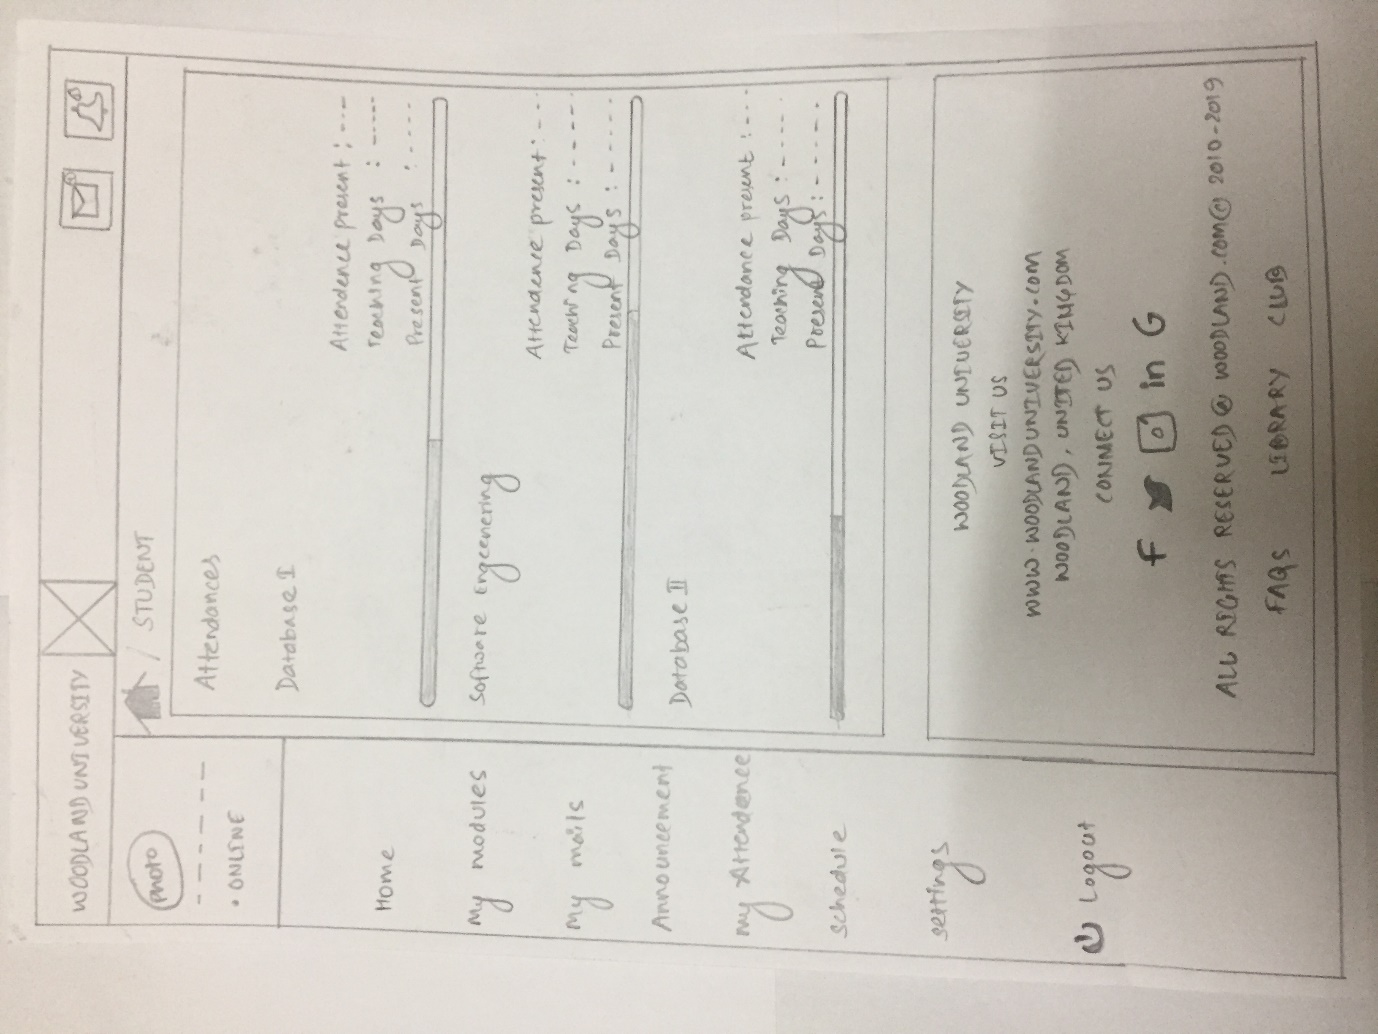 WOODLAND UNIVERSITY
PHOTO
• ONLINE
Home
My modules
My mails
Announcement
my Attendence
Schedule
settings
Logout
/ STUDENT
Attendances
Database I
Attendence present :
Teaching Days :
Present Days :
Software Engeenering
Attendence present :
Teaching Days :
Present Days :
Database II
Attendance present :
Teaching Days :
Present Days :
WOODLAND UNIVERSITY
VISIT US
WWW.WOODLANDUNIVERSITY.COM
WOODLAND, UNITED KINGDOM
CONNECT US
f in G
ALL RIGHTS RESERVED @ WOODLAND.COM© 2010-2019
FAQS LIBRARY CLUB